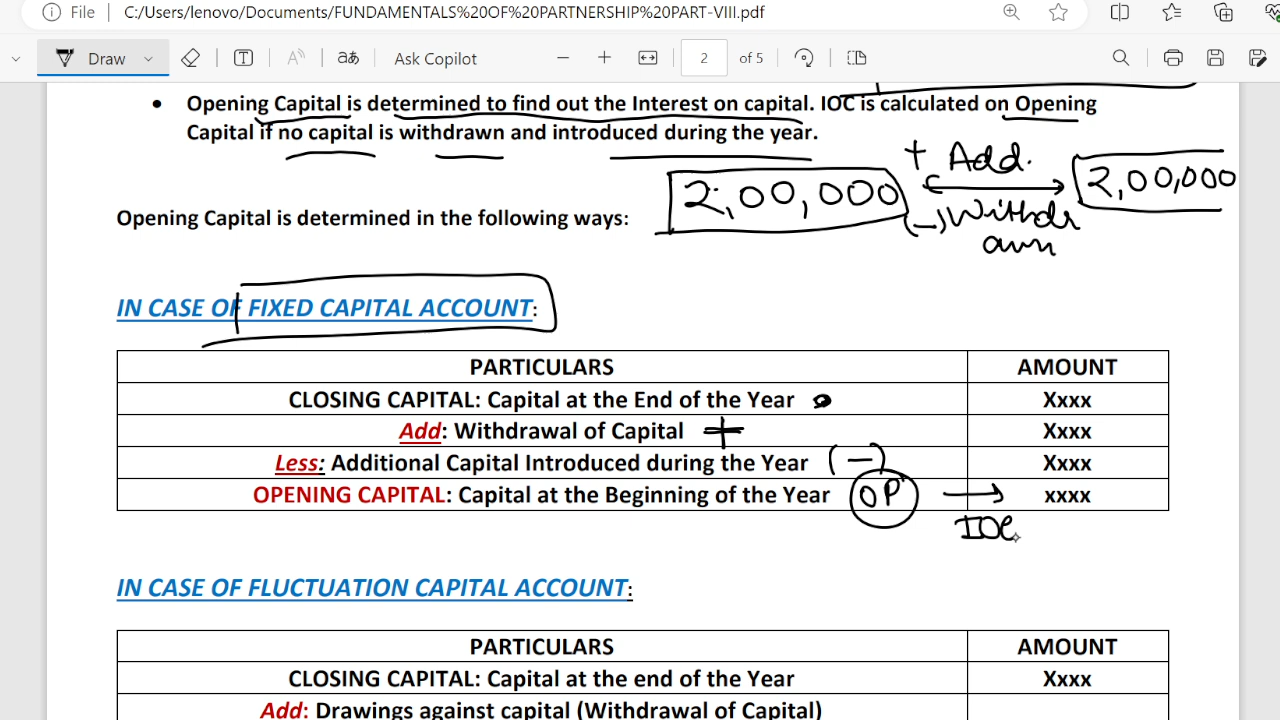 File C:/Users/lenovo/Documents/FUNDAMENTALS%20OF%20PARTNERSHIP%20PART-VIII.pdf
Draw T A aあ Ask Copilot 2 of 5
• Opening Capital is determined to find out the Interest on capital. IOC is calculated on Opening
Capital if no capital is withdrawn and introduced during the year.
+ Add.
2,00,000 2,00,000
(-) Withdr
awn
Opening Capital is determined in the following ways:
IN CASE OF FIXED CAPITAL ACCOUNT:
PARTICULARS AMOUNT
CLOSING CAPITAL: Capital at the End of the Year Xxxx
Add: Withdrawal of Capital + Xxxx
Less: Additional Capital Introduced during the Year (-) Xxxx
OPENING CAPITAL: Capital at the Beginning of the Year OP → xxxx
IOC
IN CASE OF FLUCTUATION CAPITAL ACCOUNT:
PARTICULARS AMOUNT
CLOSING CAPITAL: Capital at the end of the Year Xxxx
Add: Drawings against capital (Withdrawal of Capital)